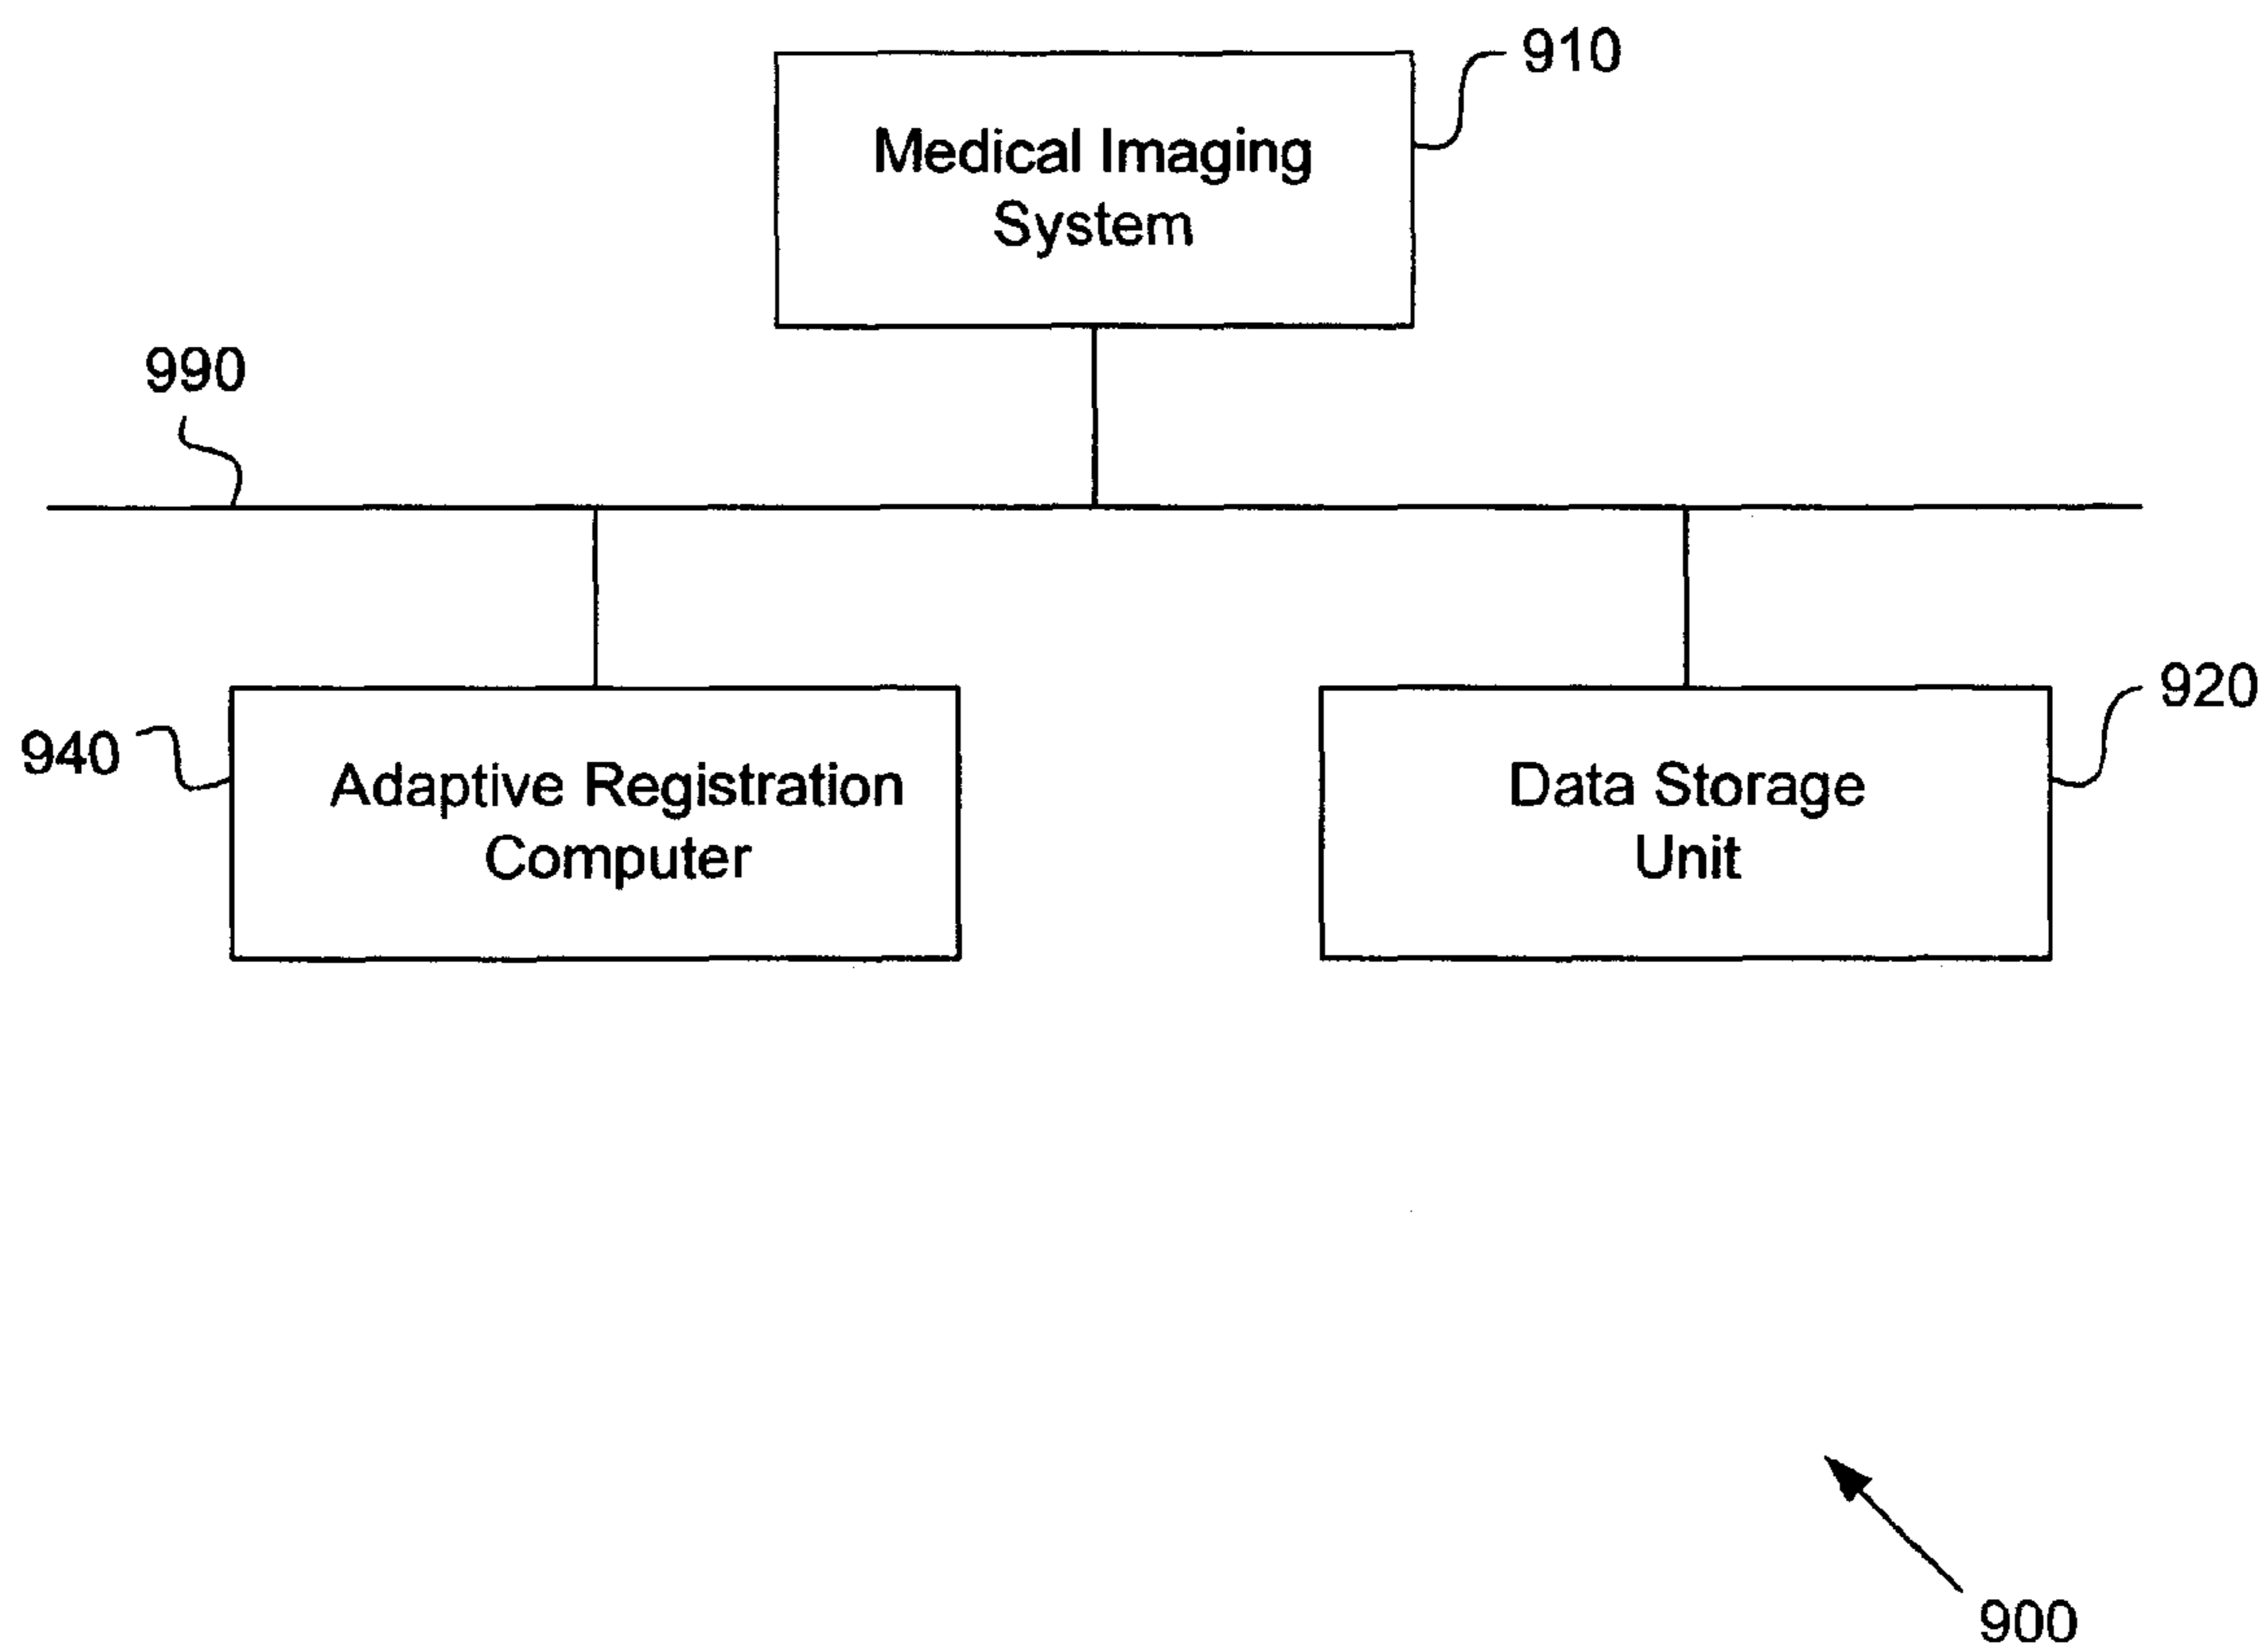 910
Medical Imaging
System
990
940
Adaptive Registration
Computer
920
Data Storage
Unit
900